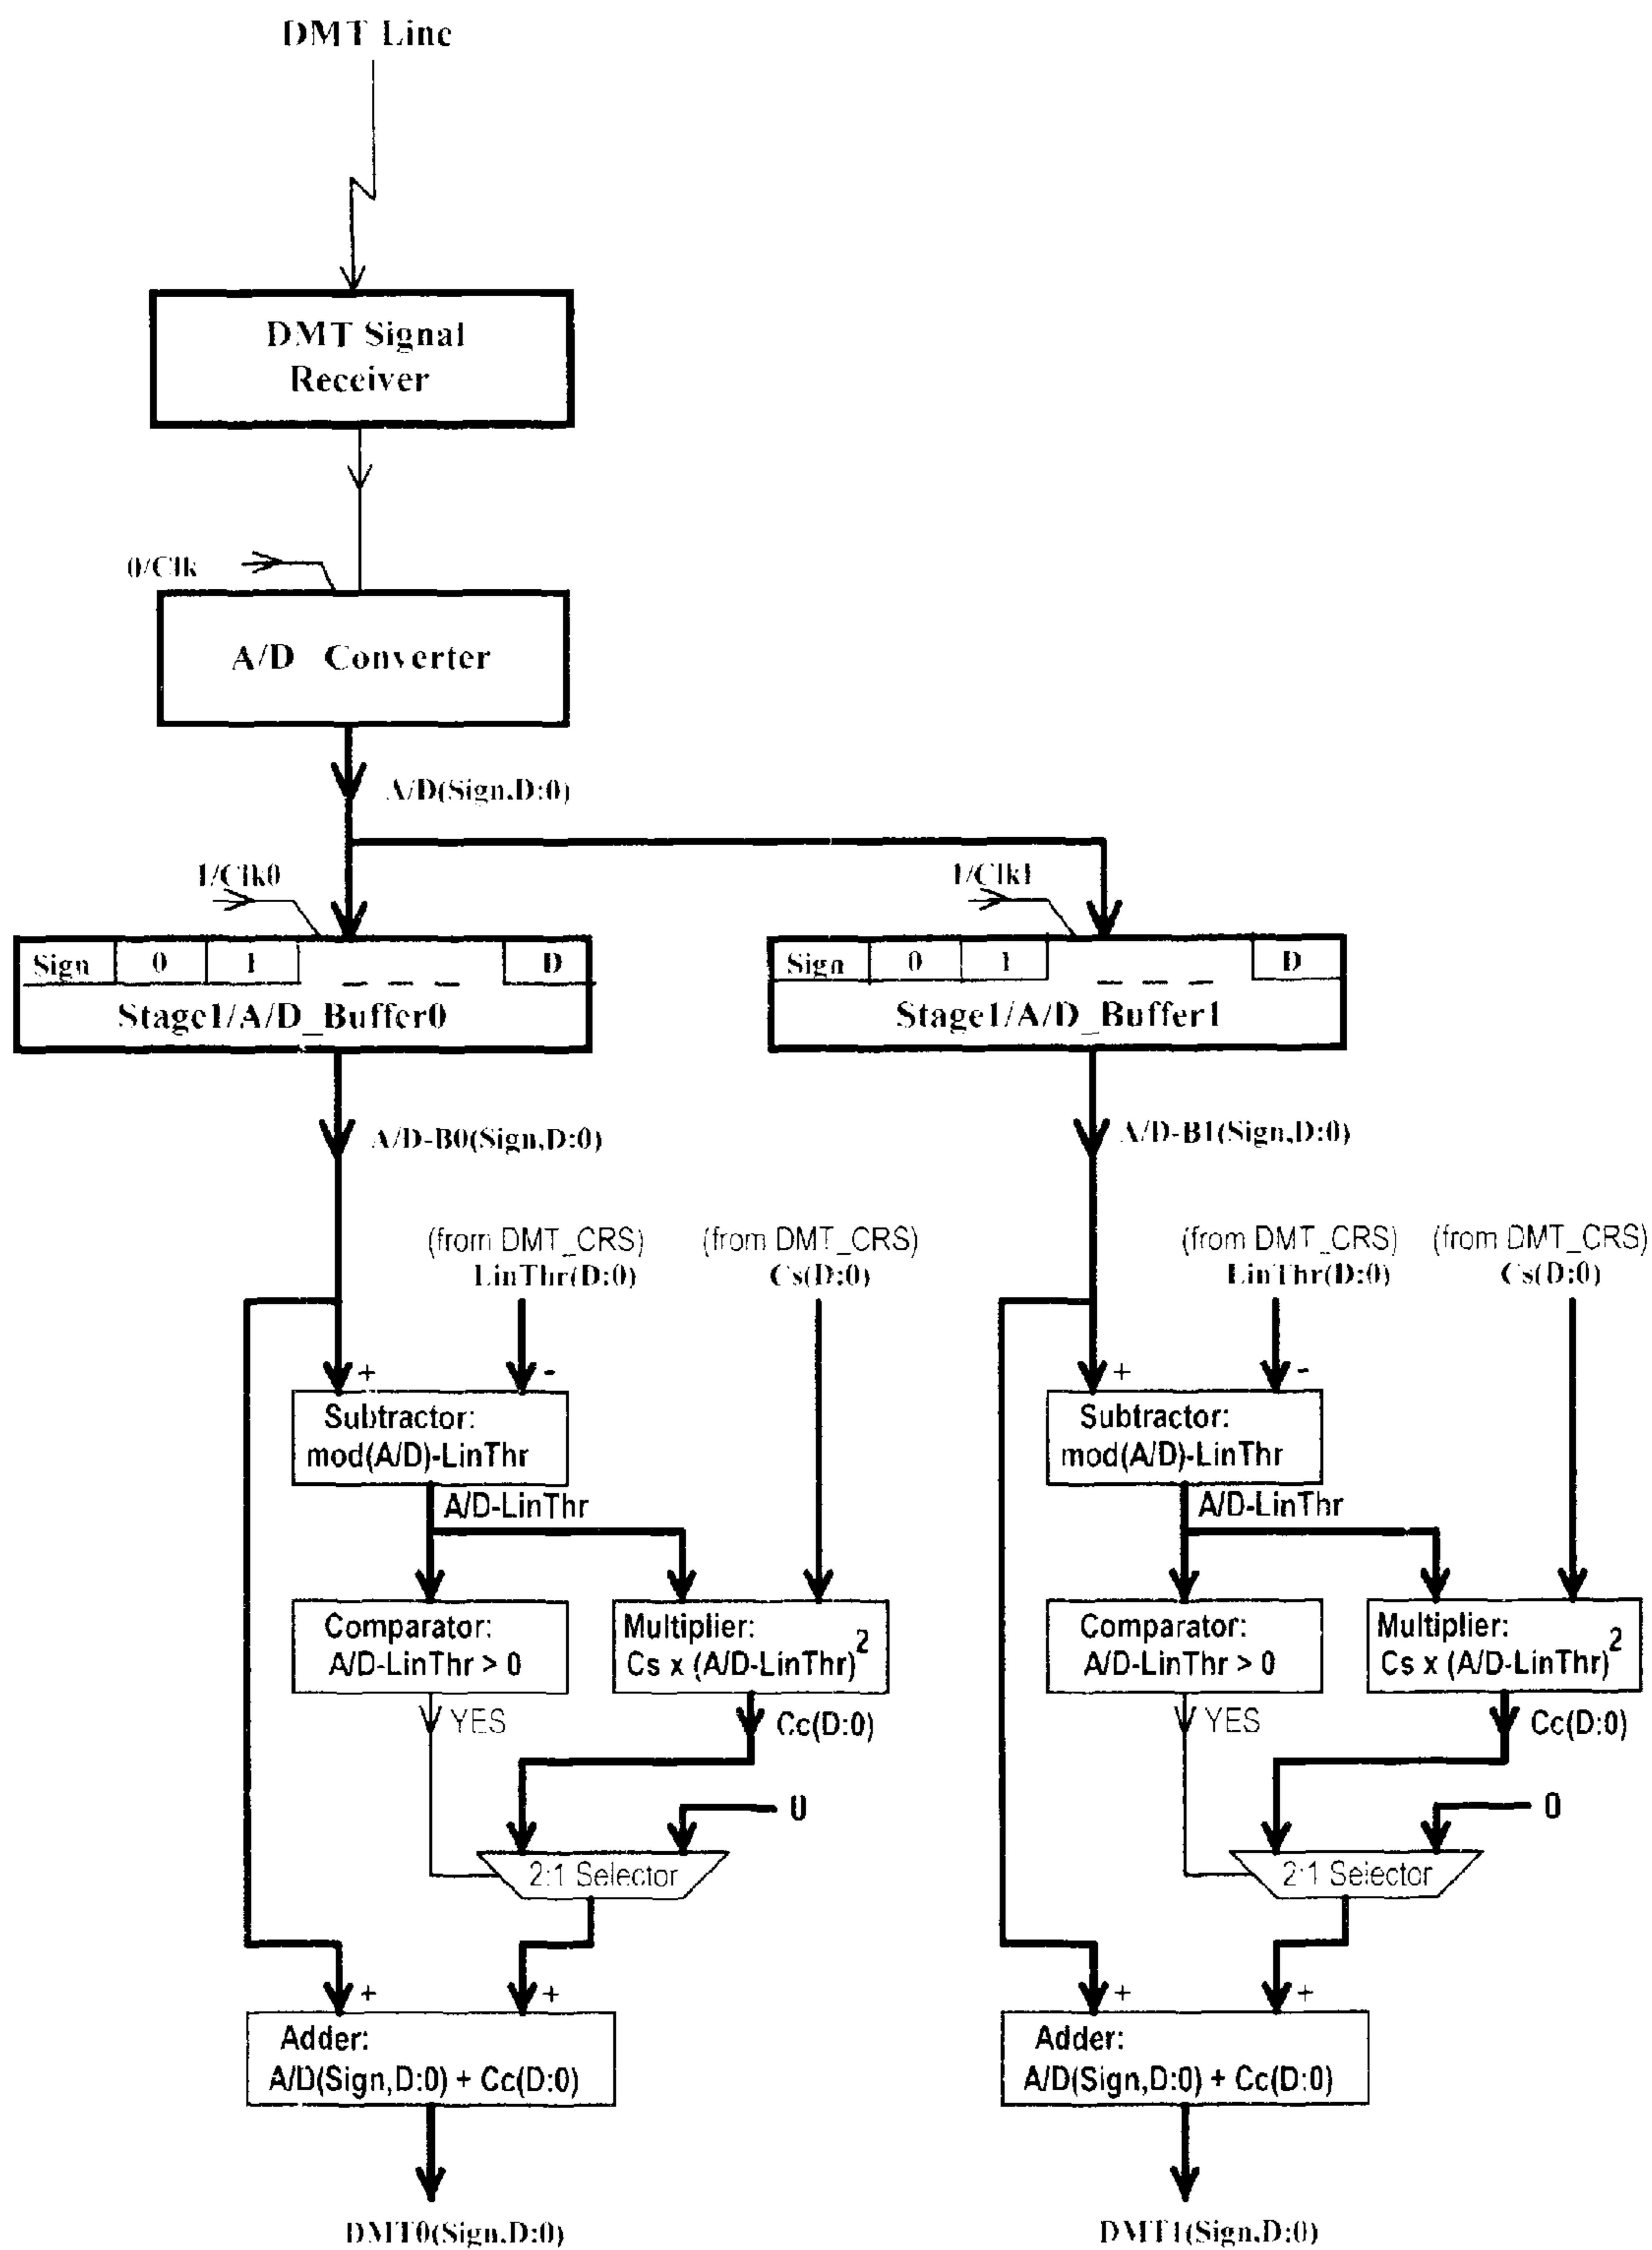 DMT Line
DMT Signal
Receiver
0/Clk
A/D Converter
A/D(Sign,D:0)
1/Clk0
1/Clk1
Sign 0 1 D
Stage1/A/D_Buffer0
Sign 0 1 D
Stage1/A/D_Buffer1
A/D-B0(Sign,D:0)
A/D-B1(Sign,D:0)
(from DMT_CRS)
LinThr(D:0)
(from DMT_CRS)
Cs(D:0)
(from DMT_CRS)
LinThr(D:0)
(from DMT_CRS)
Cs(D:0)
+ -
+ -
Subtractor:
mod(A/D)-LinThr
Subtractor:
mod(A/D)-LinThr
A/D-LinThr
A/D-LinThr
Comparator:
A/D-LinThr > 0
Multiplier:
Cs x (A/D-LinThr)²
Comparator:
A/D-LinThr > 0
Multiplier:
Cs x (A/D-LinThr)²
YES
Cc(D:0)
YES
Cc(D:0)
0
0
2:1 Selector
2:1 Selector
+ +
+ +
Adder:
A/D(Sign,D:0) + Cc(D:0)
Adder:
A/D(Sign,D:0) + Cc(D:0)
DMT0(Sign,D:0)
DMT1(Sign,D:0)